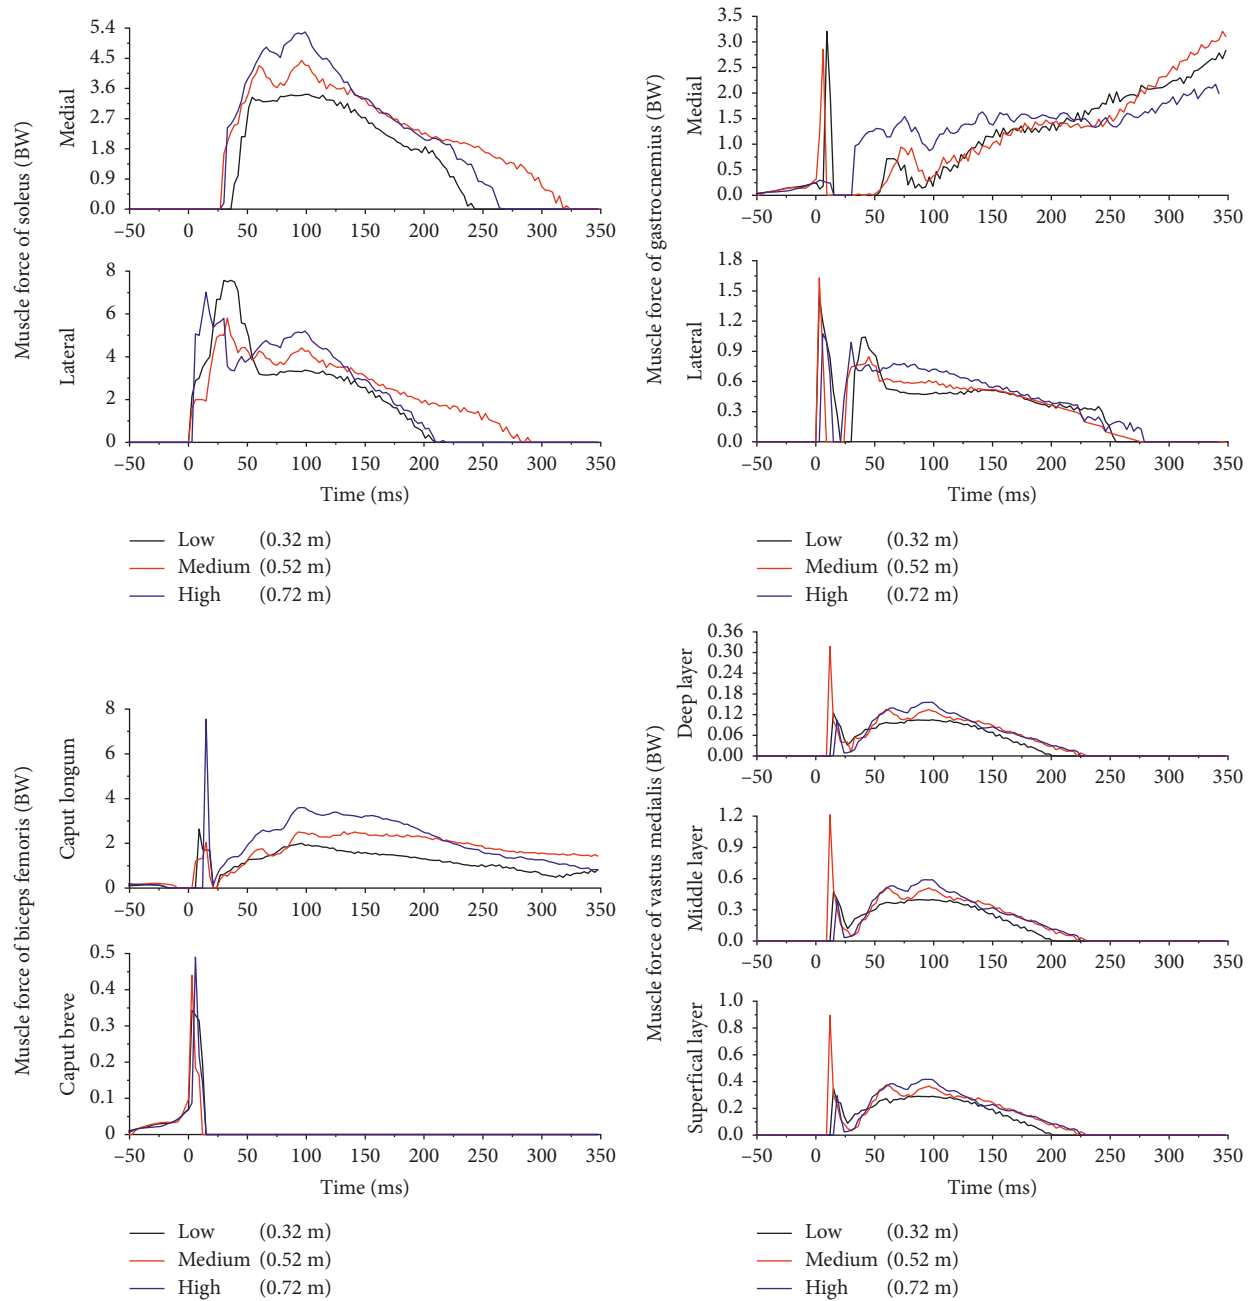 Muscle force of soleus (BW)
Medial
5.4
4.5
3.6
2.7
1.8
0.9
0.0
−50 0 50 100 150 200 250 300 350
Lateral
8
6
4
2
0
−50 0 50 100 150 200 250 300 350
Time (ms)
Low (0.32 m)
Medium (0.52 m)
High (0.72 m)
Muscle force of gastrocnemius (BW)
Medial
3.5
3.0
2.5
2.0
1.5
1.0
0.5
0.0
−50 0 50 100 150 200 250 300 350
Lateral
1.8
1.5
1.2
0.9
0.6
0.3
0.0
−50 0 50 100 150 200 250 300 350
Time (ms)
Low (0.32 m)
Medium (0.52 m)
High (0.72 m)
Muscle force of biceps femoris (BW)
Caput longum
8
6
4
2
0
−50 0 50 100 150 200 250 300 350
Caput breve
0.5
0.4
0.3
0.2
0.1
0
−50 0 50 100 150 200 250 300 350
Time (ms)
Low (0.32 m)
Medium (0.52 m)
High (0.72 m)
Muscle force of vastus medialis (BW)
Deep layer
0.36
0.30
0.24
0.18
0.12
0.06
0.00
−50 0 50 100 150 200 250 300 350
Middle layer
1.2
0.9
0.6
0.3
0.0
−50 0 50 100 150 200 250 300 350
Superfical layer
1.0
0.8
0.6
0.4
0.2
0.0
−50 0 50 100 150 200 250 300 350
Time (ms)
Low (0.32 m)
Medium (0.52 m)
High (0.72 m)